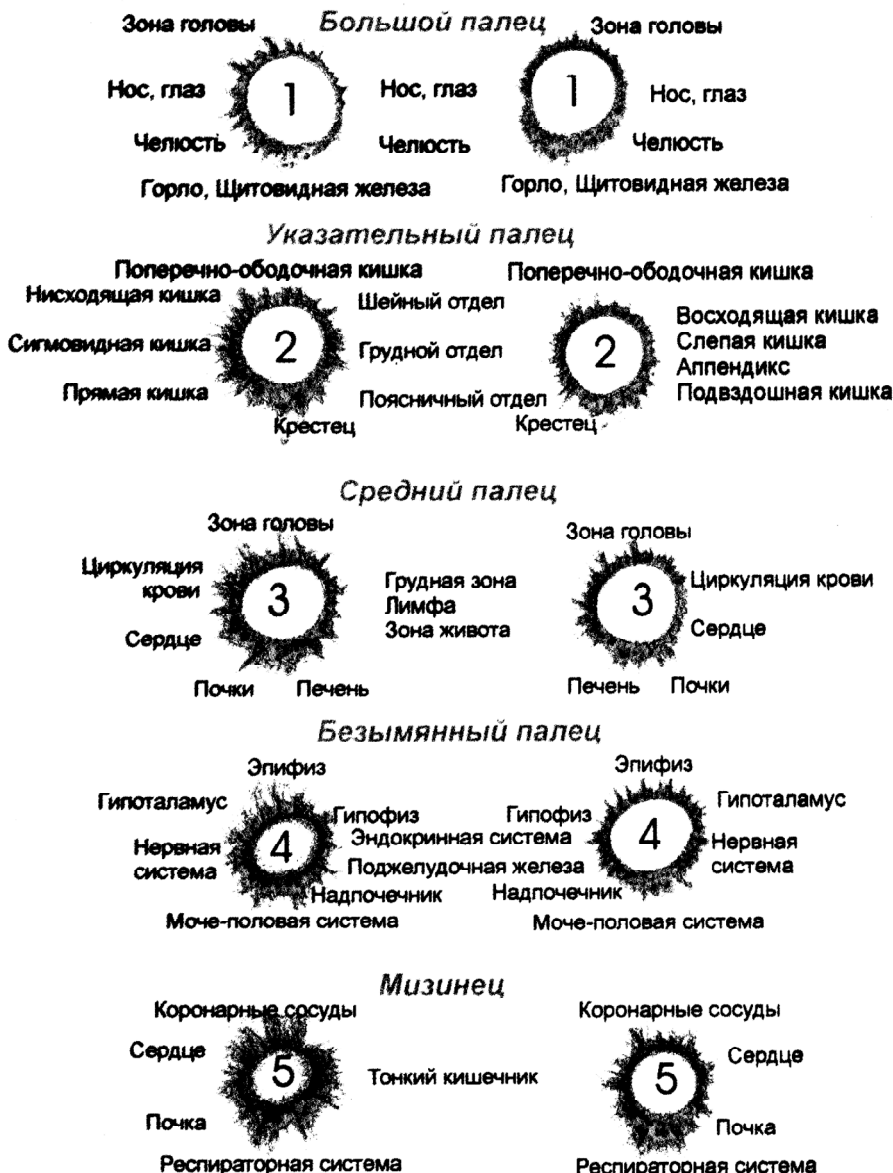 Большой палец
Зона головы Зона головы
1 1
Нос, глаз Нос, глаз Нос, глаз
Челюсть Челюсть Челюсть
Горло, Щитовидная железа Горло, Щитовидная железа
Указательный палец
Поперечно-ободочная кишка Поперечно-ободочная кишка
Нисходящая кишка Шейный отдел Восходящая кишка
Сигмовидная кишка 2 Грудной отдел 2 Слепая кишка
Аппендикс
Прямая кишка Поясничный отдел Подвздошная кишка
Крестец Крестец
Средний палец
Зона головы Зона головы
Циркуляция
крови
3
Грудная зона
Лимфа
Зона живота
3
Циркуляция крови
Сердце Сердце
Почки Печень Печень Почки
Безымянный палец
Эпифиз Эпифиз
Гипоталамус Гипофиз Гипофиз Гипоталамус
Эндокринная система
Нервная
система
4 4
Нервная
система
Поджелудочная железа
Надпочечник Надпочечник
Моче-половая система Моче-половая система
Мизинец
Коронарные сосуды Коронарные сосуды
Сердце Сердце
5 Тонкий кишечник 5
Почка Почка
Респираторная система Респираторная система